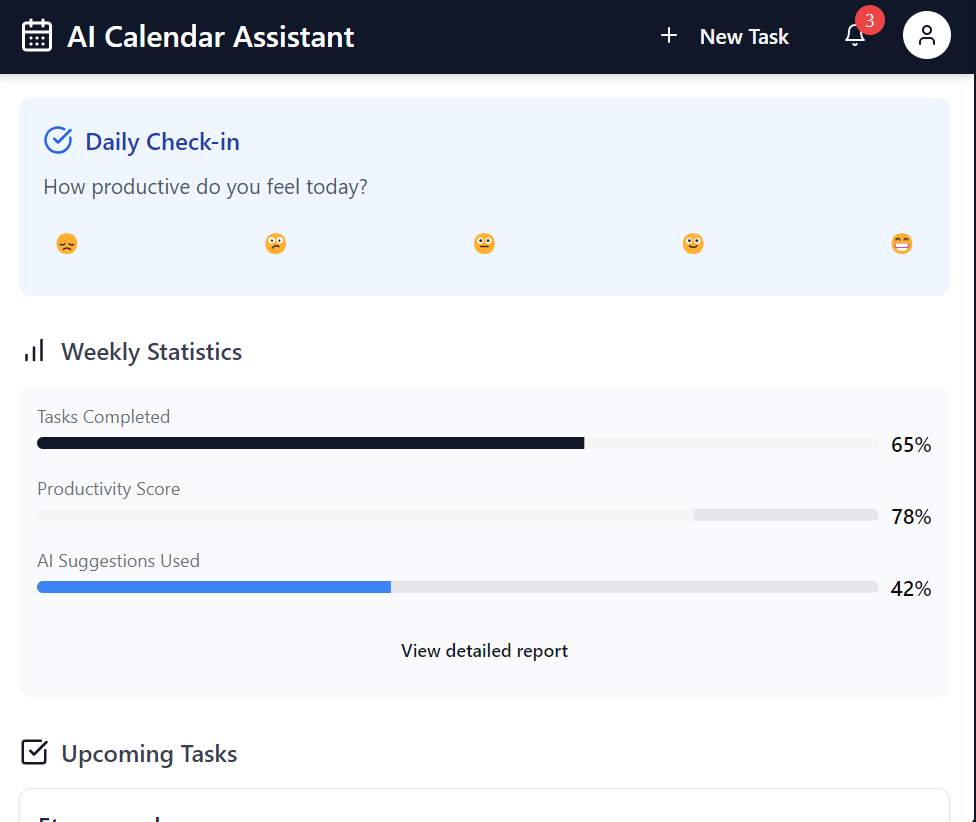 AI Calendar Assistant
New Task
3
Daily Check-in
How productive do you feel today?
Weekly Statistics
Tasks Completed
65%
Productivity Score
78%
AI Suggestions Used
42%
View detailed report
Upcoming Tasks